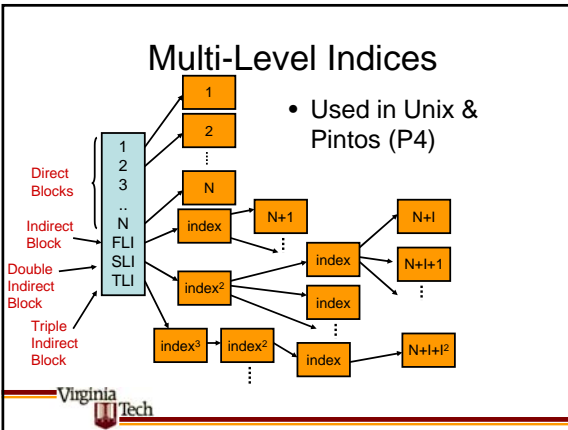 Multi-Level Indices
• Used in Unix &
Pintos (P4)
Direct
Blocks
Indirect
Block
Double
Indirect
Block
Triple
Indirect
Block
1
2
3
..
N
FLI
SLI
TLI
1
2
N
index
N+1
index²
index
N+I
N+I+1
index
index³
index²
index
N+I+I²
Virginia
Tech